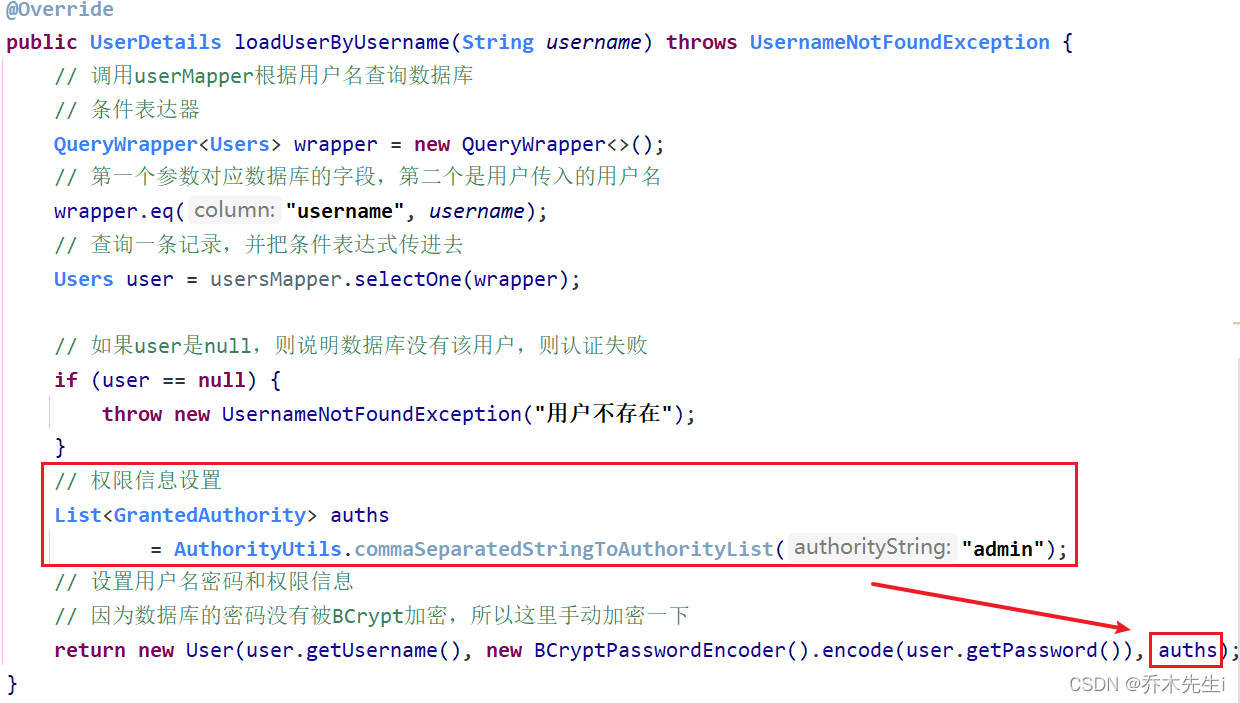 @Override
public UserDetails loadUserByUsername(String username) throws UsernameNotFoundException {
// 调用userMapper根据用户名查询数据库
// 条件表达器
QueryWrapper<Users> wrapper = new QueryWrapper<>();
// 第一个参数对应数据库的字段，第二个是用户传入的用户名
wrapper.eq( column: "username", username);
// 查询一条记录，并把条件表达式传进去
Users user = usersMapper.selectOne(wrapper);
// 如果user是null，则说明数据库没有该用户，则认证失败
if (user == null) {
throw new UsernameNotFoundException("用户不存在");
}
// 权限信息设置
List<GrantedAuthority> auths
= AuthorityUtils.commaSeparatedStringToAuthorityList( authorityString: "admin");
// 设置用户名密码和权限信息
// 因为数据库的密码没有被BCrypt加密，所以这里手动加密一下
return new User(user.getUsername(), new BCryptPasswordEncoder().encode(user.getPassword()), auths);
}
CSDN @乔木先生i